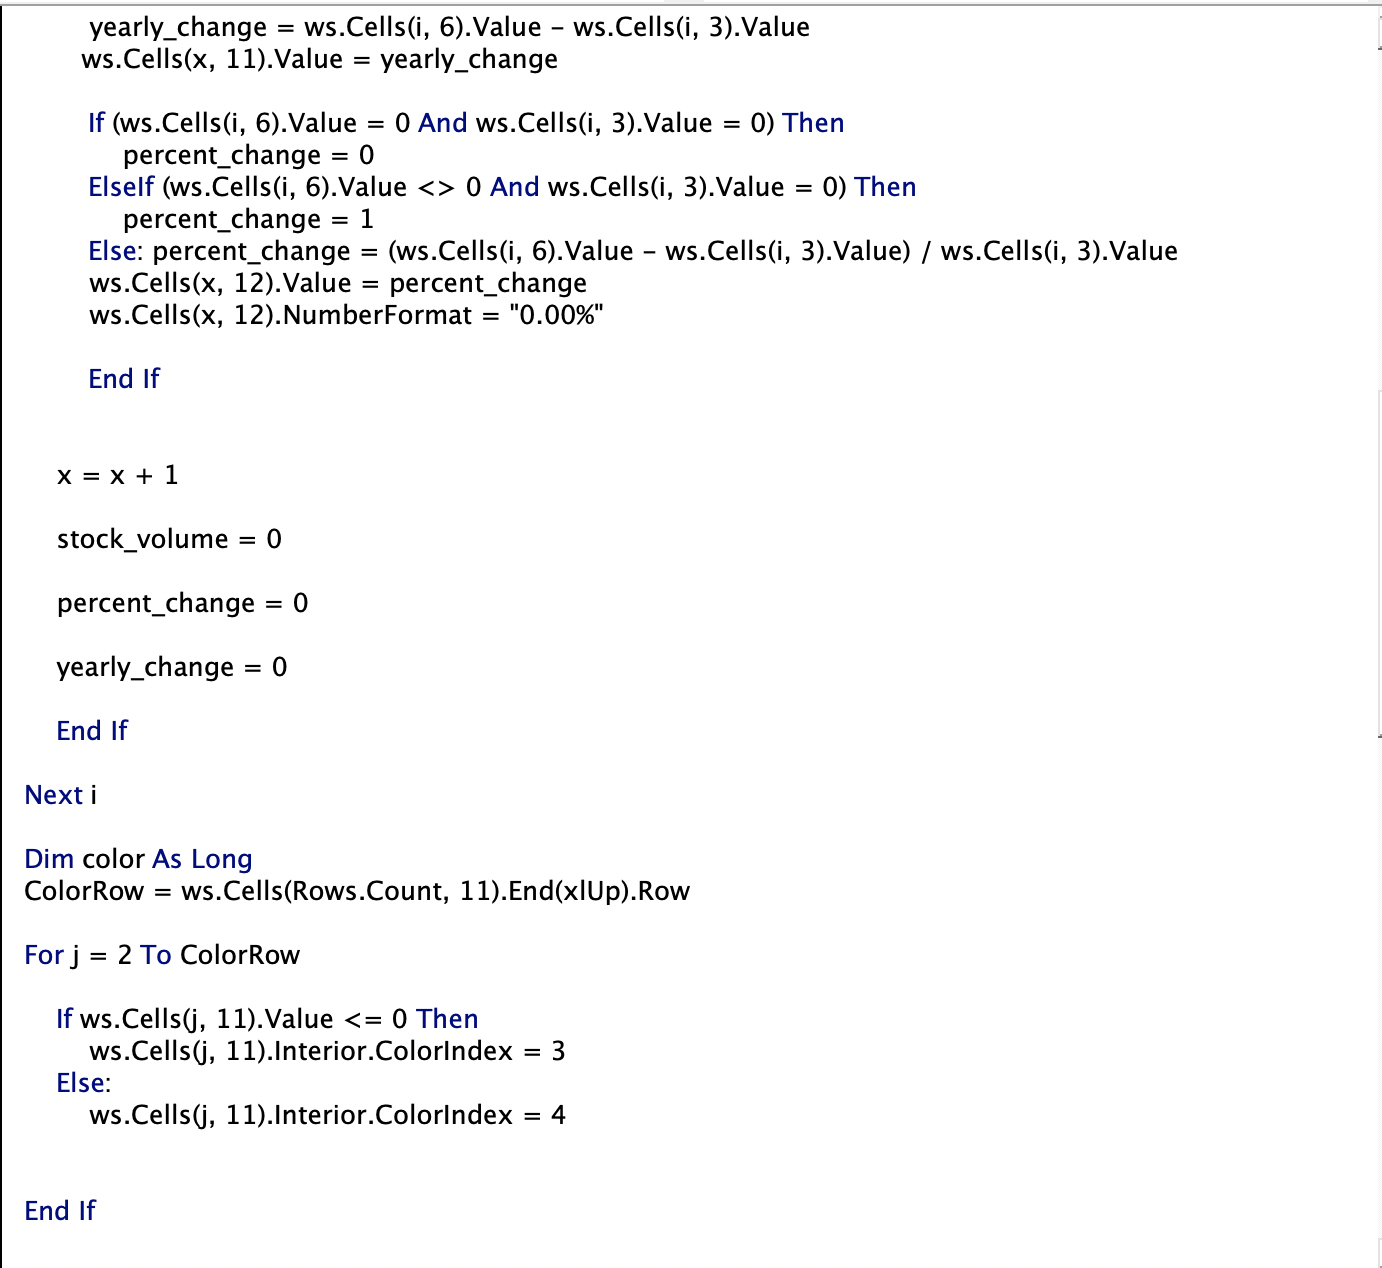 yearly_change = ws.Cells(i, 6).Value – ws.Cells(i, 3).Value
ws.Cells(x, 11).Value = yearly_change
If (ws.Cells(i, 6).Value = 0 And ws.Cells(i, 3).Value = 0) Then
percent_change = 0
ElseIf (ws.Cells(i, 6).Value <> 0 And ws.Cells(i, 3).Value = 0) Then
percent_change = 1
Else: percent_change = (ws.Cells(i, 6).Value – ws.Cells(i, 3).Value) / ws.Cells(i, 3).Value
ws.Cells(x, 12).Value = percent_change
ws.Cells(x, 12).NumberFormat = "0.00%"
End If
x = x + 1
stock_volume = 0
percent_change = 0
yearly_change = 0
End If
Next i
Dim color As Long
ColorRow = ws.Cells(Rows.Count, 11).End(xlUp).Row
For j = 2 To ColorRow
If ws.Cells(j, 11).Value <= 0 Then
ws.Cells(j, 11).Interior.ColorIndex = 3
Else:
ws.Cells(j, 11).Interior.ColorIndex = 4
End If